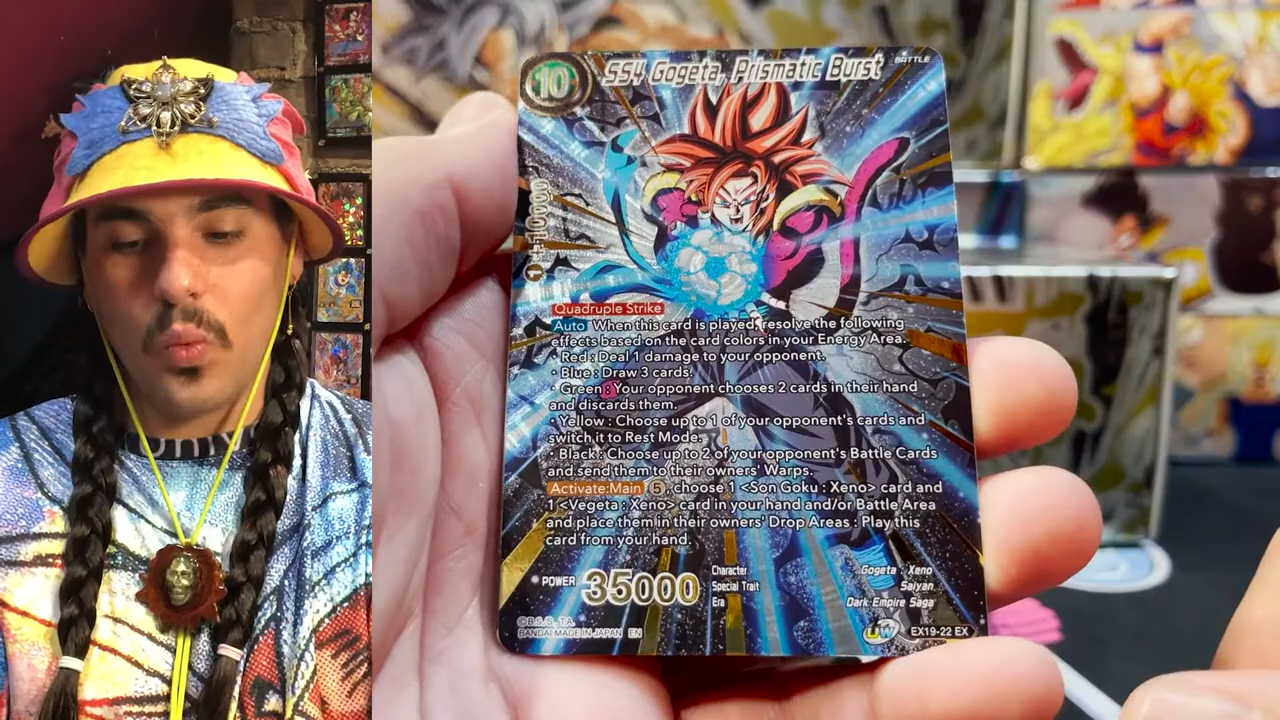 10
SS4 Gogeta, Prismatic Burst
BATTLE
1 +10000
Quadruple Strike
Auto When this card is played, resolve the following
effects based on the card colors in your Energy Area.
・Red : Deal 1 damage to your opponent.
・Blue : Draw 3 cards.
・Green : Your opponent chooses 2 cards in their hand
and discards them.
・Yellow : Choose up to 1 of your opponent's cards and
switch it to Rest Mode.
・Black : Choose up to 2 of your opponent's Battle Cards
and send them to their owners' Warps.
Activate:Main 5, choose 1 <Son Goku : Xeno> card and
1 <Vegeta : Xeno> card in your hand and/or Battle Area
and place them in their owners' Drop Areas : Play this
card from your hand.
POWER 35000
Character Gogeta : Xeno
Special Trait Saiyan
Era Dark Empire Saga
©B.S./S., T.A.
BANDAI MADE IN JAPAN EN
UW EX19-22 EX